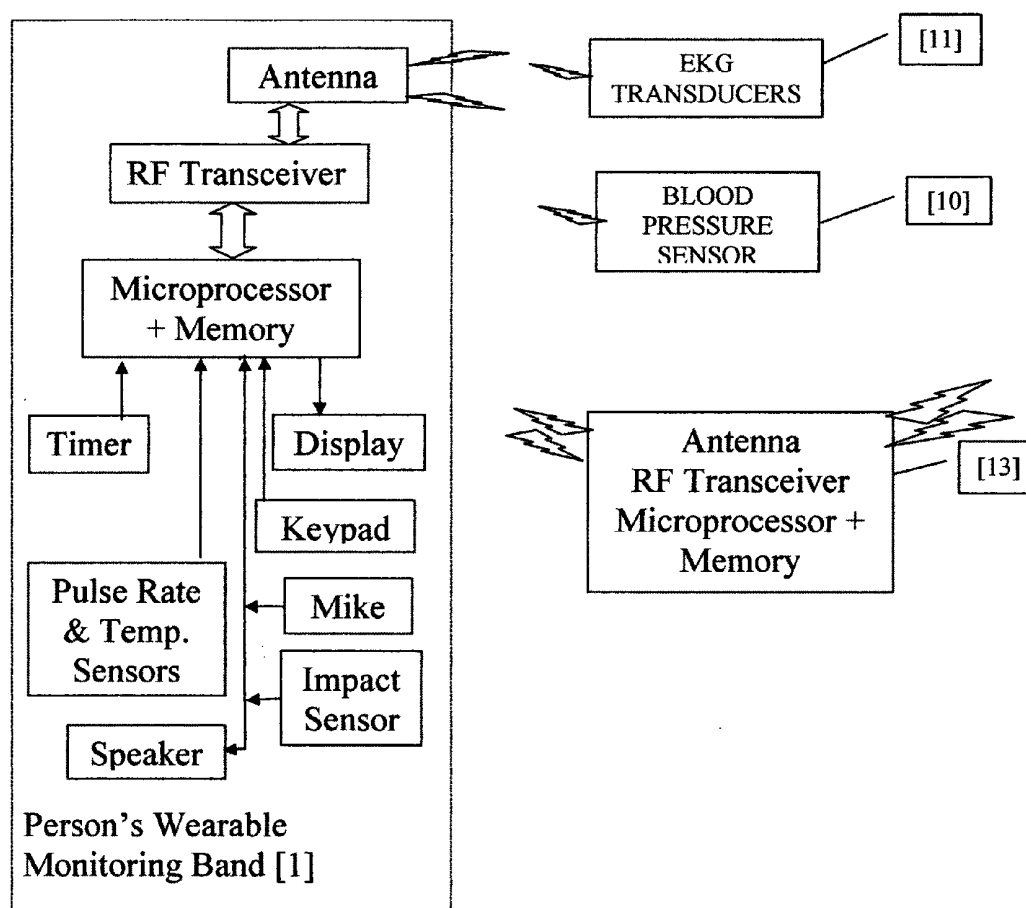 Antenna
RF Transceiver
Microprocessor
+ Memory
Timer
Display
Keypad
Pulse Rate
& Temp.
Sensors
Mike
Impact
Sensor
Speaker
Person's Wearable
Monitoring Band [1]
EKG
TRANSDUCERS
[11]
BLOOD
PRESSURE
SENSOR
[10]
Antenna
RF Transceiver
Microprocessor +
Memory
[13]